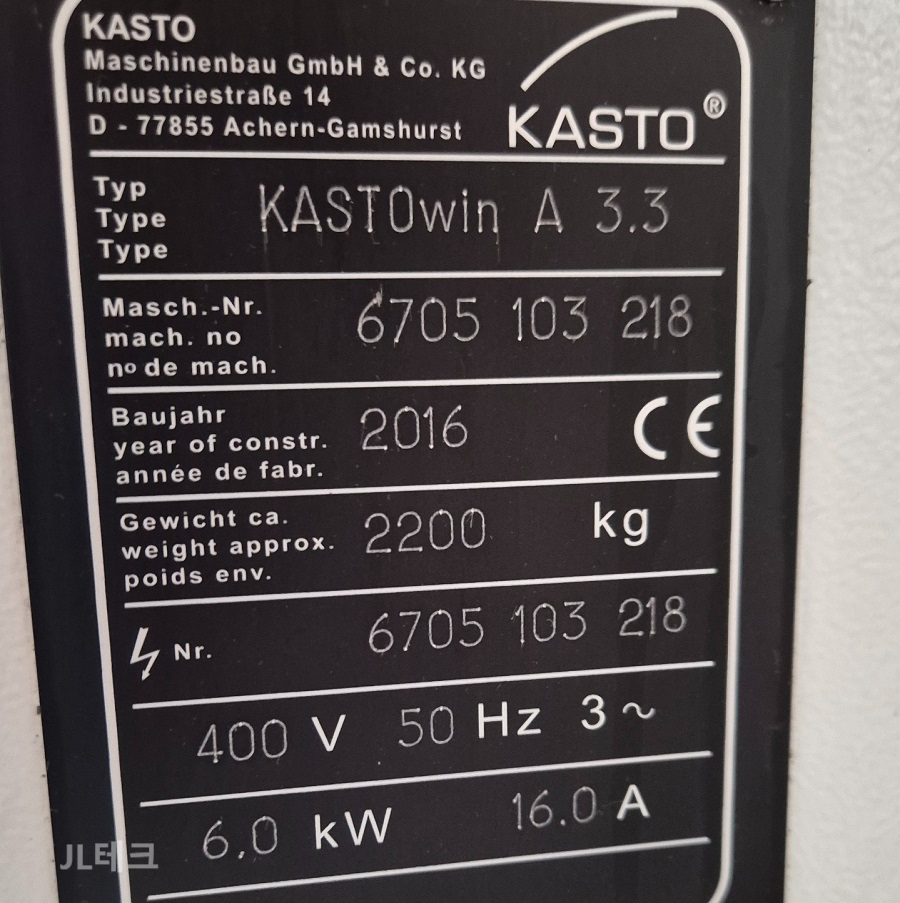 KASTO
Maschinenbau GmbH & Co. KG
Industriestraße 14
D - 77855 Achern-Gamshurst
KASTO®
Typ
Type
Type
KASTOwin A 3.3
Masch.-Nr.
mach. no
nº de mach.
6705 103 218
Baujahr
year of constr.
année de fabr.
2016
CE
Gewicht ca.
weight approx.
poids env.
2200 kg
Nr. 6705 103 218
400 V 50 Hz 3 ~
6.0 kW 16.0 A
JL테크